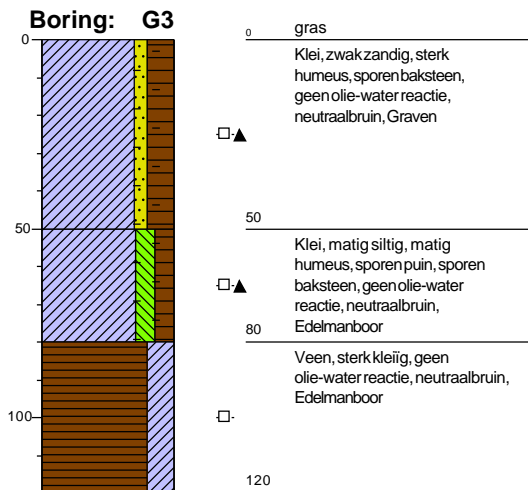 Boring: G3
0
50
100
0
gras
Klei, zwak zandig, sterk
humeus, sporen baksteen,
geen olie-water reactie,
neutraalbruin, Graven
50
Klei, matig siltig, matig
humeus, sporen puin, sporen
baksteen, geen olie-water
reactie, neutraalbruin,
Edelmanboor
80
Veen, sterk kleiïg, geen
olie-water reactie, neutraalbruin,
Edelmanboor
120